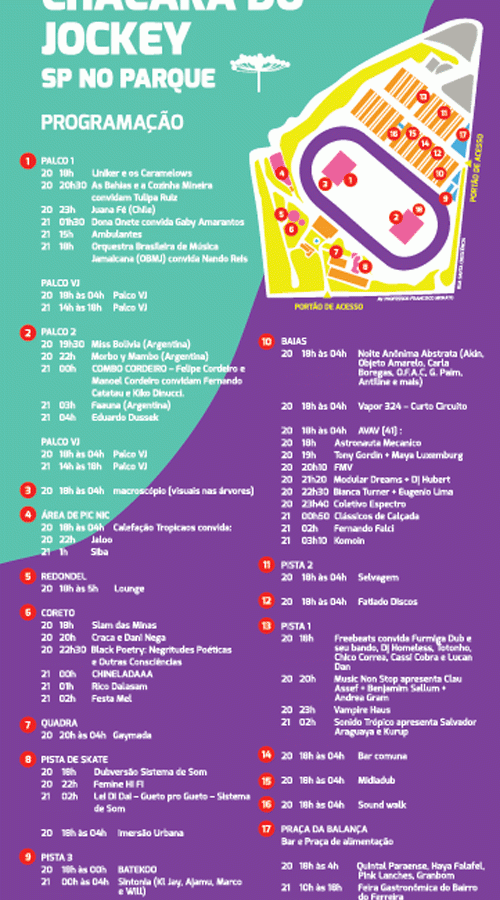 CHÁCARA DO
JOCKEY
SP NO PARQUE
PROGRAMAÇÃO
1 PALCO 1
20 18h Liniker e os Caramelows
20 20h30 As Bahias e a Cozinha Mineira
convidam Tulipa Ruiz
20 23h Juana Fé (Chile)
21 01h30 Dona Onete convida Gaby Amarantos
21 15h Ambulantes
21 18h Orquestra Brasileira de Música
Jamaicana (OBMJ) convida Nando Reis
PALCO VJ
20 18h às 04h Palco VJ
2 PALCO 2
20 19h30 Miss Bolivia (Argentina)
20 22h Morbo y Mambo (Argentina)
21 00h COMBO CORDEIRO – Felipe Cordeiro e
Manoel Cordeiro convidam Fernando
Catatau e Kiko Dinucci.
21 03h Faauna (Argentina)
21 04h Eduardo Dussek
PALCO VJ
20 18h às 04h Palco VJ
21 14h às 18h Palco VJ
3 20 18h às 04h macroscópio (visuais nas árvores)
4 ÁREA DE PIC NIC
20 18h às 04h Calefação Tropicaos convida:
20 22h Jaloo
21 1h Siba
5 REDONDEL
20 18h às 5h Lounge
6 CORETO
20 18h Slam das Minas
20 20h Craca e Dani Nega
20 22h30 Black Poetry: Negritudes Poéticas
e Outras Consciências
21 00h CHINELADAAA
21 01h Rico Dalasam
21 02h Festa Mel
7 QUADRA
20 20h às 04h Gaymada
8 PISTA DE SKATE
20 16h Dubversão Sistema de Som
20 22h Femine Hi Fi
21 02h Lei Di Dai – Gueto pro Gueto – Sistema
de Som
20 18h às 04h Imersão Urbana
9 PISTA 3
20 18h às 00h BATEKOO
21 00h às 04h Sintonia (Kl Jay, Ajamu, Marco
e Will)
PORTÃO DE ACESSO
PORTÃO DE ACESSO
AV PROFESSOR FRANCISCO MORATO
10 BAIAS
20 18h às 04h Noite Anônima Abstrata (Akin,
Objeto Amarelo, Carla
Boregas, O.F.A.C, G. Paim,
Antiline e mais)
20 18h às 04h Vapor 324 – Curto Circuito
20 18h às 04h AVAV [41] :
20 18h Astronauta Mecanico
20 19h Tony Gordin + Maya Luxemburg
20 20h10 FMV
20 21h20 Modular Dreams + Dj Hubert
20 22h30 Bianca Turner + Eugenio Lima
20 23h40 Coletivo Espectro
21 00h50 Clássicos de Calçada
21 02h Fernando Falci
21 03h10 Komoin
11 PISTA 2
20 18h às 04h Selvagem
12 20 18h às 04h Fatiado Discos
13 PISTA 1
20 18h Freebeats convida Furmiga Dub e
seu bando, Dj Homeless, Totonho,
Chico Correa, Cassi Cobra e Lucan
Dan
20 20h Music Non Stop apresenta Clau
Assef + Benjamim Sallum +
Andrea Gram
20 23h Vampire Haus
21 02h Sonido Trópico apresenta Salvador
Araguaya e Kurup
14 20 18h às 04h Bar comuna
15 20 18h às 04h Midiadub
16 20 18h às 04h Sound walk
17 PRAÇA DA BALANÇA
Bar e Praça de alimentação
20 18h às 4h Quintal Paraense, Haya Falafel,
Pink Lanches, Granbom
21 10h às 18h Feira Gastronômica do Bairro
do Ferreira